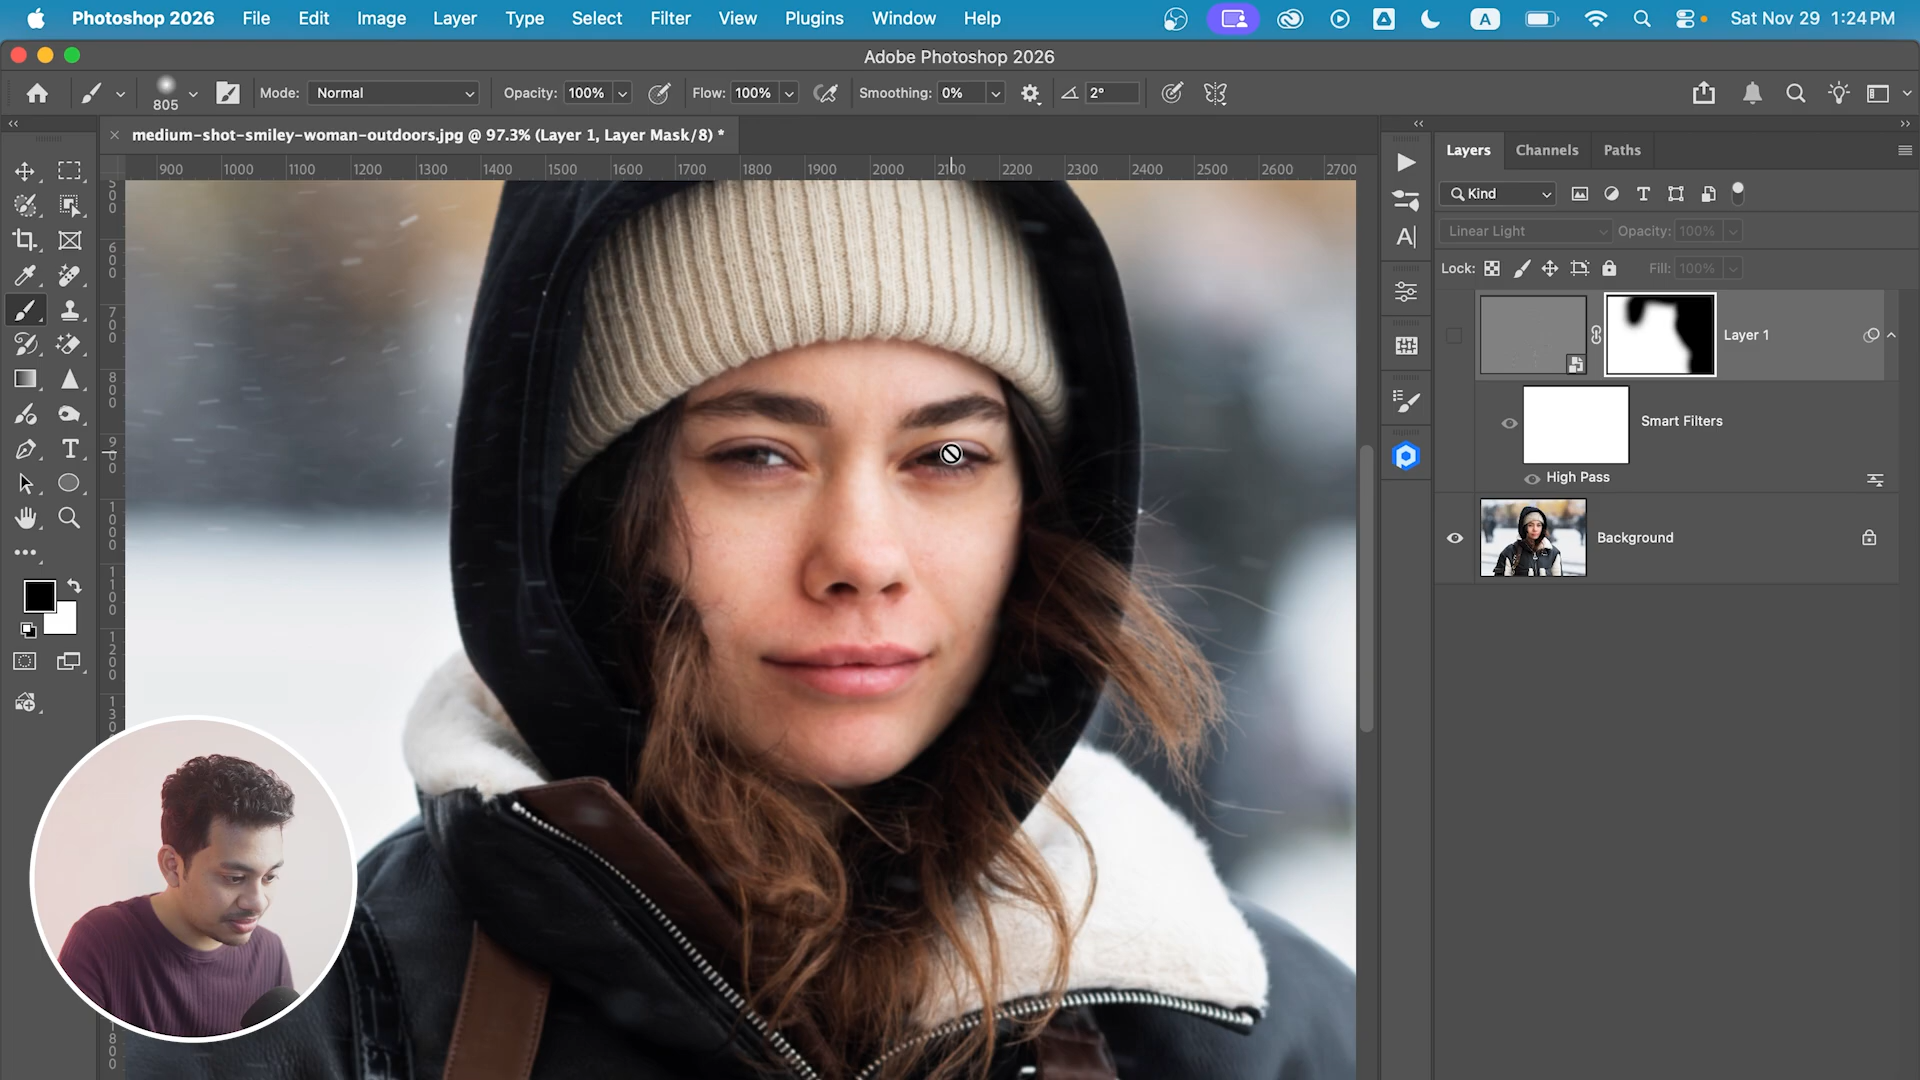 Photoshop 2026 File Edit Image Layer Type Select Filter View Plugins Window Help A Sat Nov 29 1:24 PM
Adobe Photoshop 2026
805 Mode: Normal Opacity: 100% Flow: 100% Smoothing: 0% 2°
medium-shot-smiley-woman-outdoors.jpg @ 97.3% (Layer 1, Layer Mask/8) *
900 1000 1100 1200 1300 1400 1500 1600 1700 1800 1900 2000 2100 2200 2300 2400 2500 2600 2700
500
600
700
800
900
1000
1100
1200
Layers Channels Paths
Kind
Linear Light Opacity: 100%
Lock: Fill: 100%
Layer 1
Smart Filters
High Pass
Background